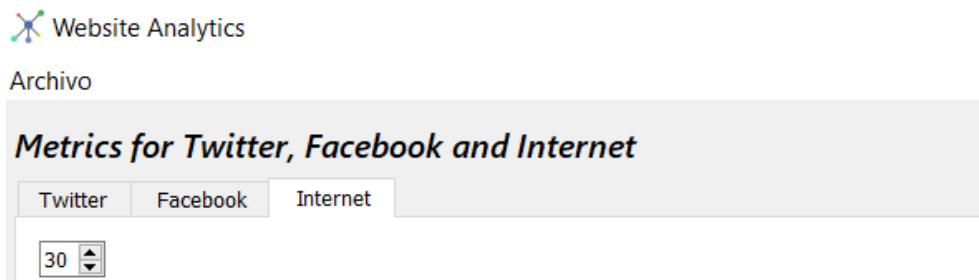 Website Analytics
Archivo
Metrics for Twitter, Facebook and Internet
Twitter Facebook Internet
30